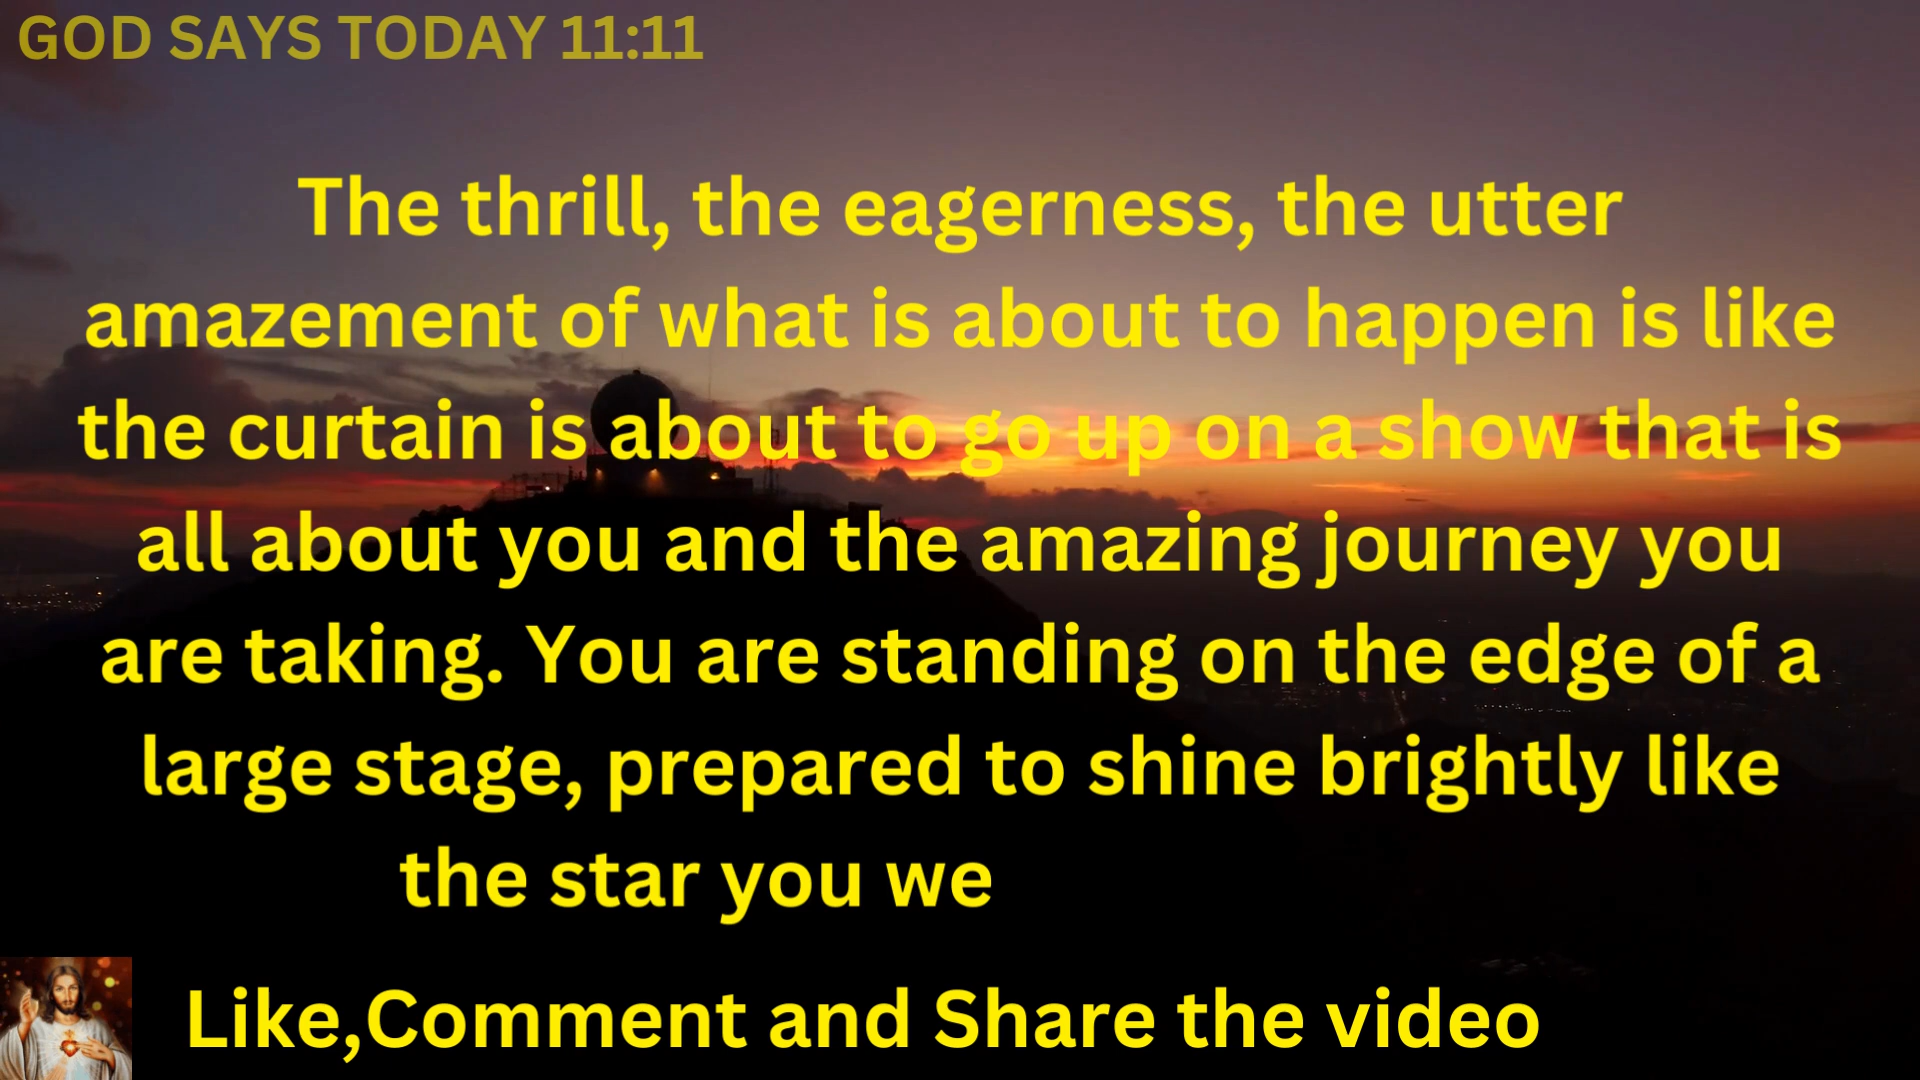 GOD SAYS TODAY 11:11
The thrill, the eagerness, the utter
amazement of what is about to happen is like
the curtain is about to go up on a show that is
all about you and the amazing journey you
are taking. You are standing on the edge of a
large stage, prepared to shine brightly like
the star you we
Like,Comment and Share the video